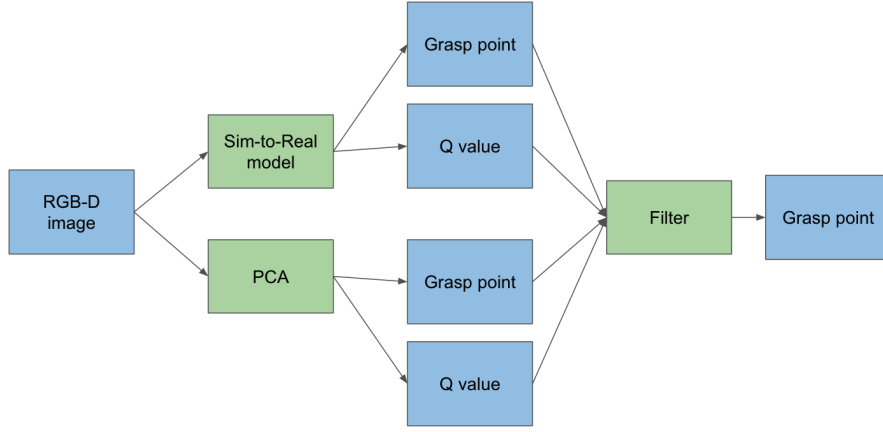 RGB-D
image
Sim-to-Real
model
PCA
Grasp point
Q value
Grasp point
Q value
Filter
Grasp point